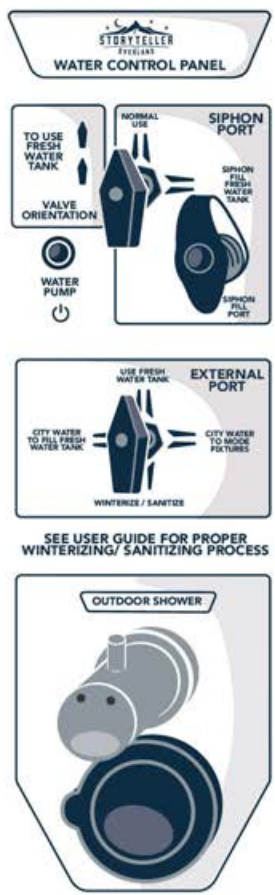 STORYTELLER
OVERLAND
WATER CONTROL PANEL
TO USE
FRESH
WATER
TANK
VALVE
ORIENTATION
WATER
PUMP
NORMAL
USE
SIPHON
PORT
SIPHON
FILL
FRESH
WATER
TANK
SIPHON
FILL
PORT
EXTERNAL
PORT
USE FRESH
WATER TANK
CITY WATER
TO FILL FRESH
WATER TANK
CITY WATER
TO MODE
FIXTURES
WINTERIZE / SANITIZE
SEE USER GUIDE FOR PROPER
WINTERIZING/ SANITIZING PROCESS
OUTDOOR SHOWER